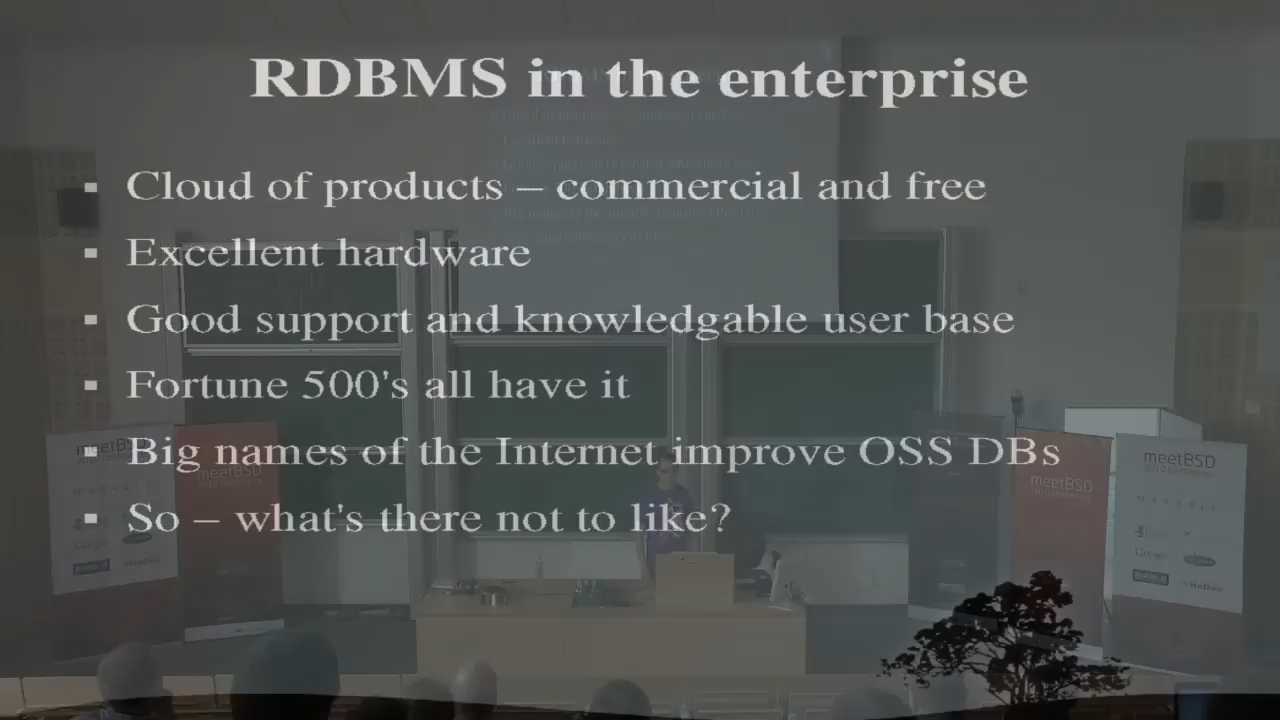 RDBMS in the enterprise
Cloud of products – commercial and free
Excellent hardware
Good support and knowledgable user base
Fortune 500's all have it
Big names of the Internet improve OSS DBs
So – what's there not to like?
meetBSD
meetBSD
meetBSD
meetBSD
Google